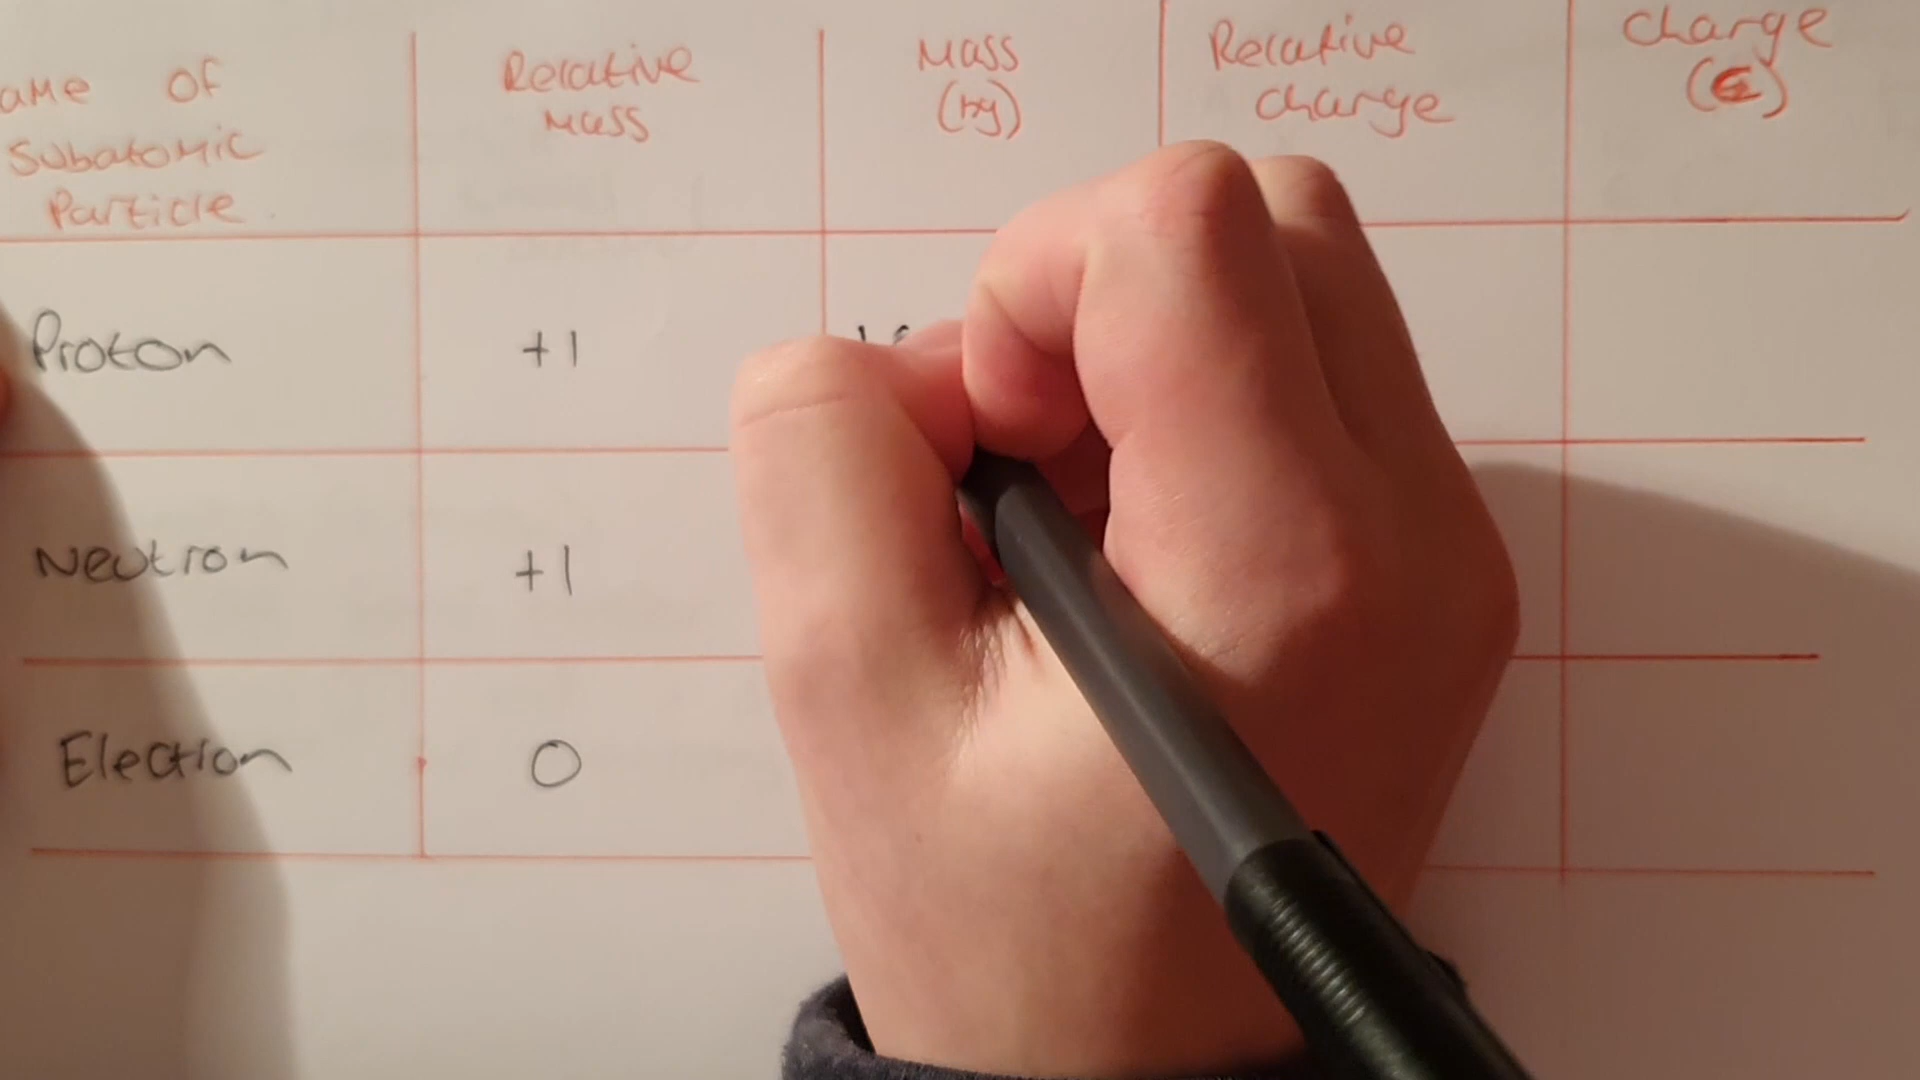 ame of
Subatomic
Particle
Relative
Mass
Mass
(kg)
Relative
charge
charge
(C)
Proton
+1
Neutron
+1
Electron
0